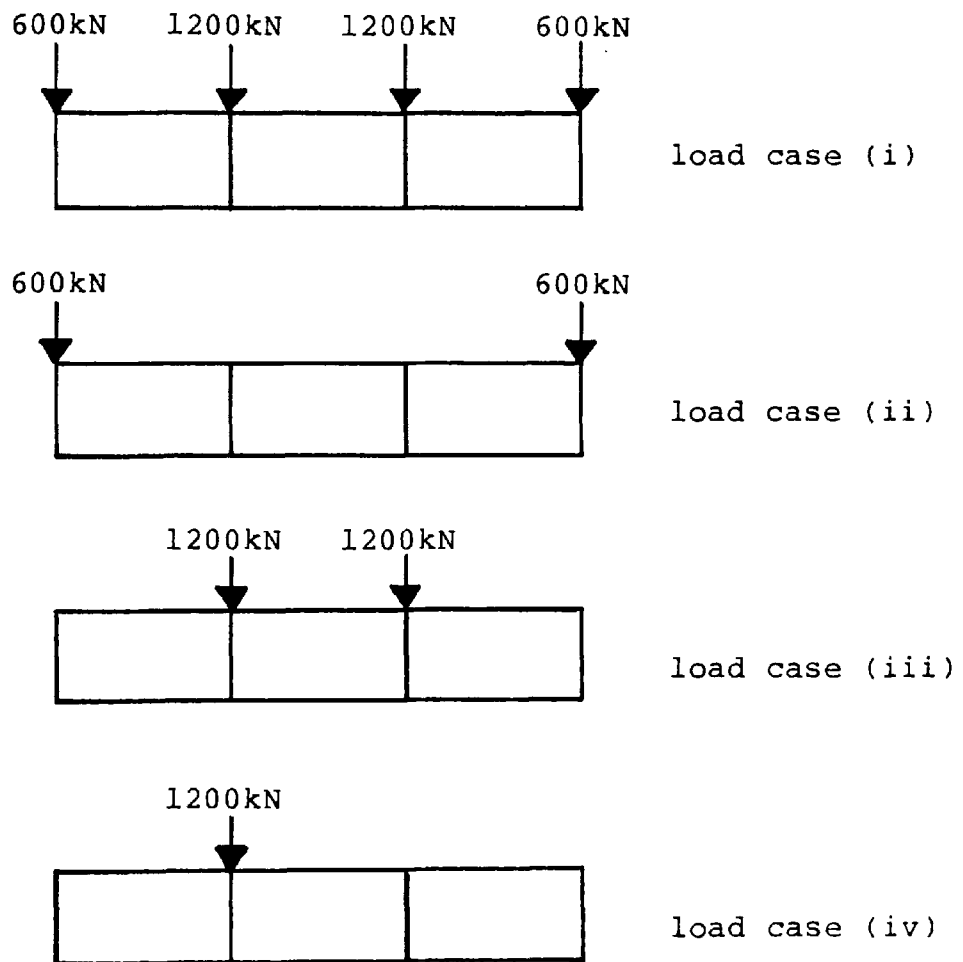 600kN 1200kN 1200kN 600kN
load case (i)
600kN 600kN
load case (ii)
1200kN 1200kN
load case (iii)
1200kN
load case (iv)